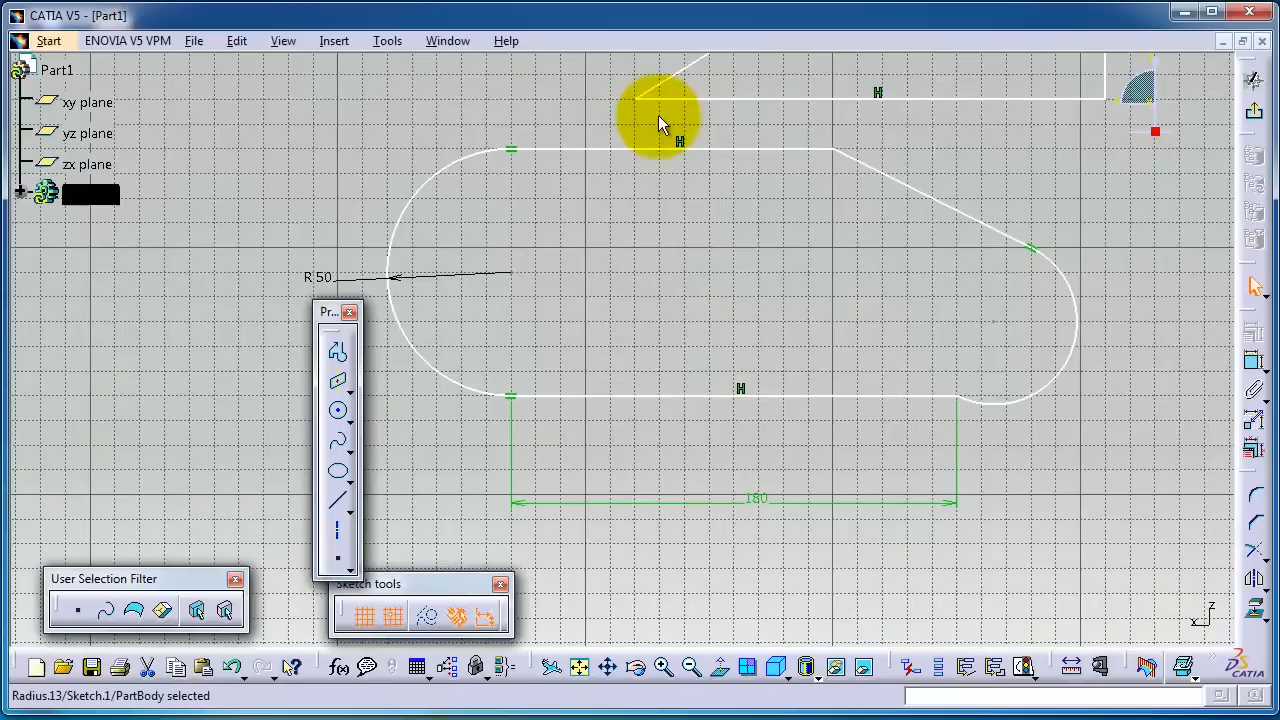 CATIA V5 - [Part1]
Start ENOVIA V5 VPM File Edit View Insert Tools Window Help
Part1
xy plane
yz plane
zx plane
H
H
R 50
H
180
Pr...
User Selection Filter
Sketch tools
z
x
f(x)
CATIA
Radius.13/Sketch.1/PartBody selected